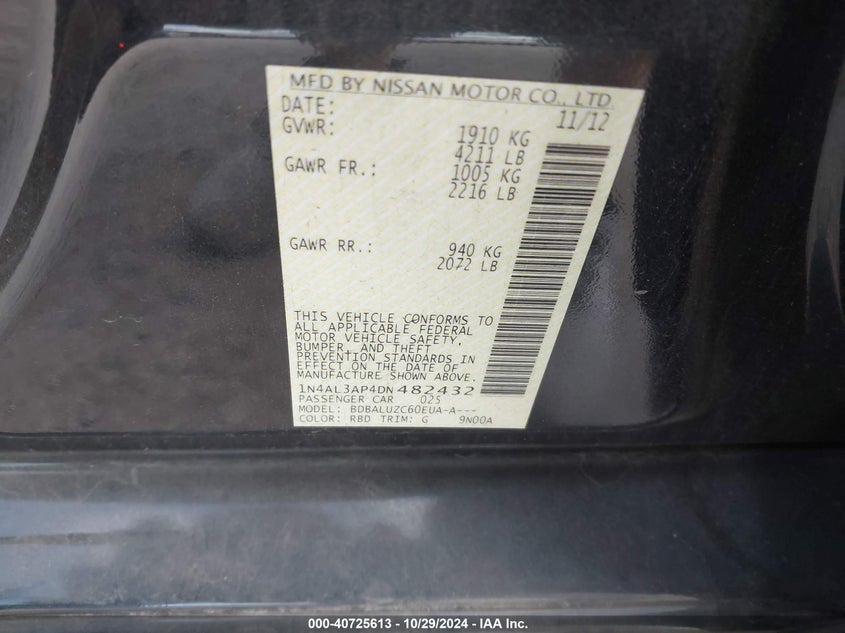 MFD BY NISSAN MOTOR CO., LTD.
DATE: 11/12
GVWR: 1910 KG
4211 LB
GAWR FR.: 1005 KG
2216 LB
GAWR RR.: 940 KG
2072 LB
THIS VEHICLE CONFORMS TO
ALL APPLICABLE FEDERAL
MOTOR VEHICLE SAFETY,
BUMPER, AND THEFT
PREVENTION STANDARDS IN
EFFECT ON THE DATE OF
MANUFACTURE SHOWN ABOVE.
1N4AL3AP4DN482432
PASSENGER CAR 025
MODEL: BDBALUZC60EUA-A---
COLOR: RBD TRIM: G 9N00A
000-40725613 - 10/29/2024 - IAA Inc.